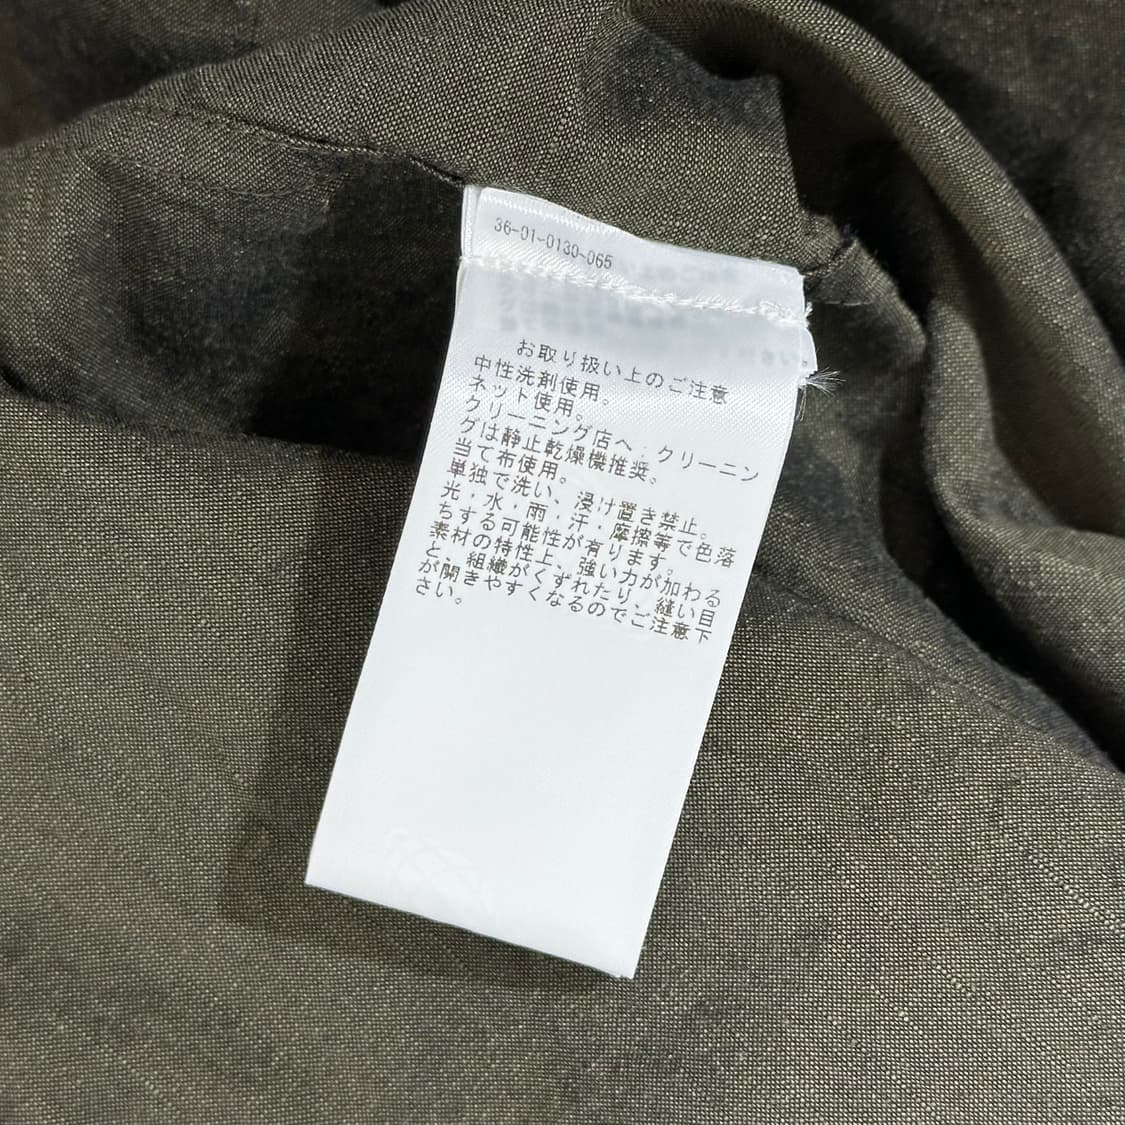 36-01-0130-065
お取り扱い上のご注意
中性洗剤使用。
ネット使用。
クリーニング店へ：クリーニン
グは静止乾燥機推奨。
当て布使用。
単独で洗い、浸け置き禁止。
光・水・雨・汗・摩擦等で色落
ちする可能性が有ります。
素材の特性上、強い力が加わる
と、組織がくずれたり、縫い目
が開きやすくなるのでご注意下
さい。